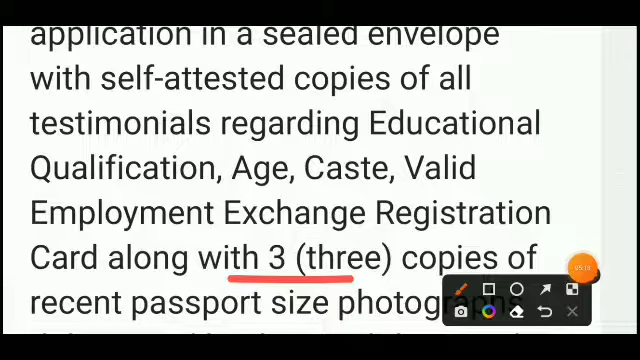 application in a sealed envelope
with self-attested copies of all
testimonials regarding Educational
Qualification, Age, Caste, Valid
Employment Exchange Registration
Card along with 3 (three) copies of
recent passport size photographs